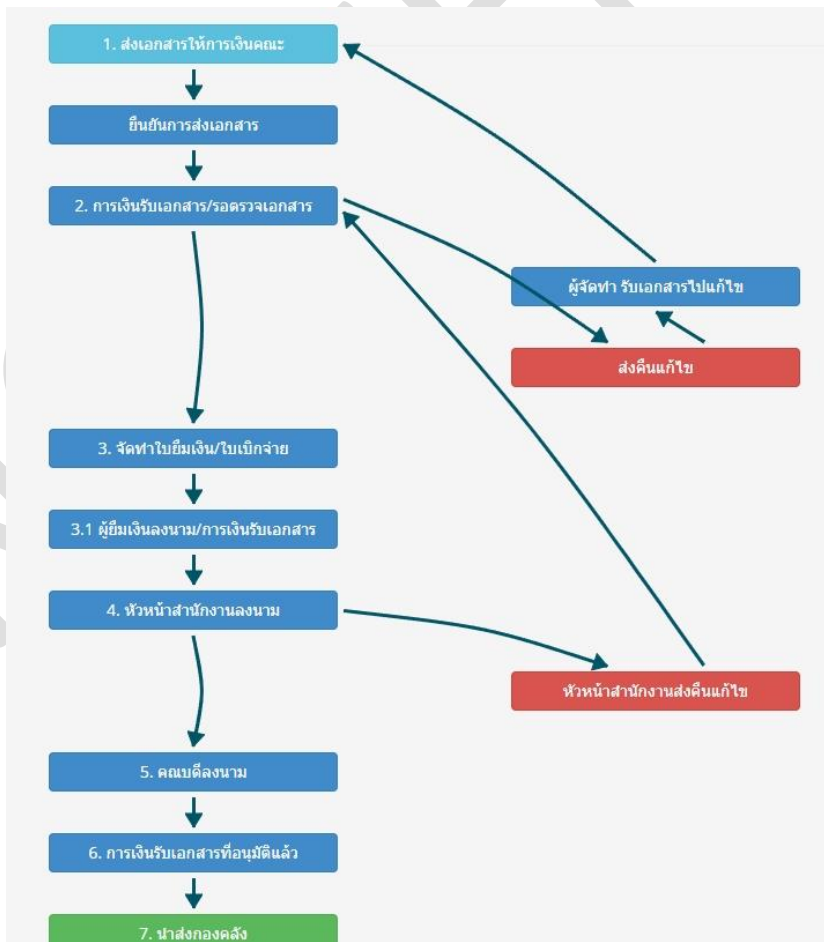 1. ส่งเอกสารให้การเงินคณะ
ยืนยันการส่งเอกสาร
2. การเงินรับเอกสาร/รอตรวจเอกสาร
ผู้จัดทำ รับเอกสารไปแก้ไข
ส่งคืนแก้ไข
3. จัดทำใบยืมเงิน/ใบเบิกจ่าย
3.1 ผู้ยืมเงินลงนาม/การเงินรับเอกสาร
4. หัวหน้าสำนักงานลงนาม
หัวหน้าสำนักงานส่งคืนแก้ไข
5. คณบดีลงนาม
6. การเงินรับเอกสารที่อนุมัติแล้ว
7. นำส่งกองคลัง